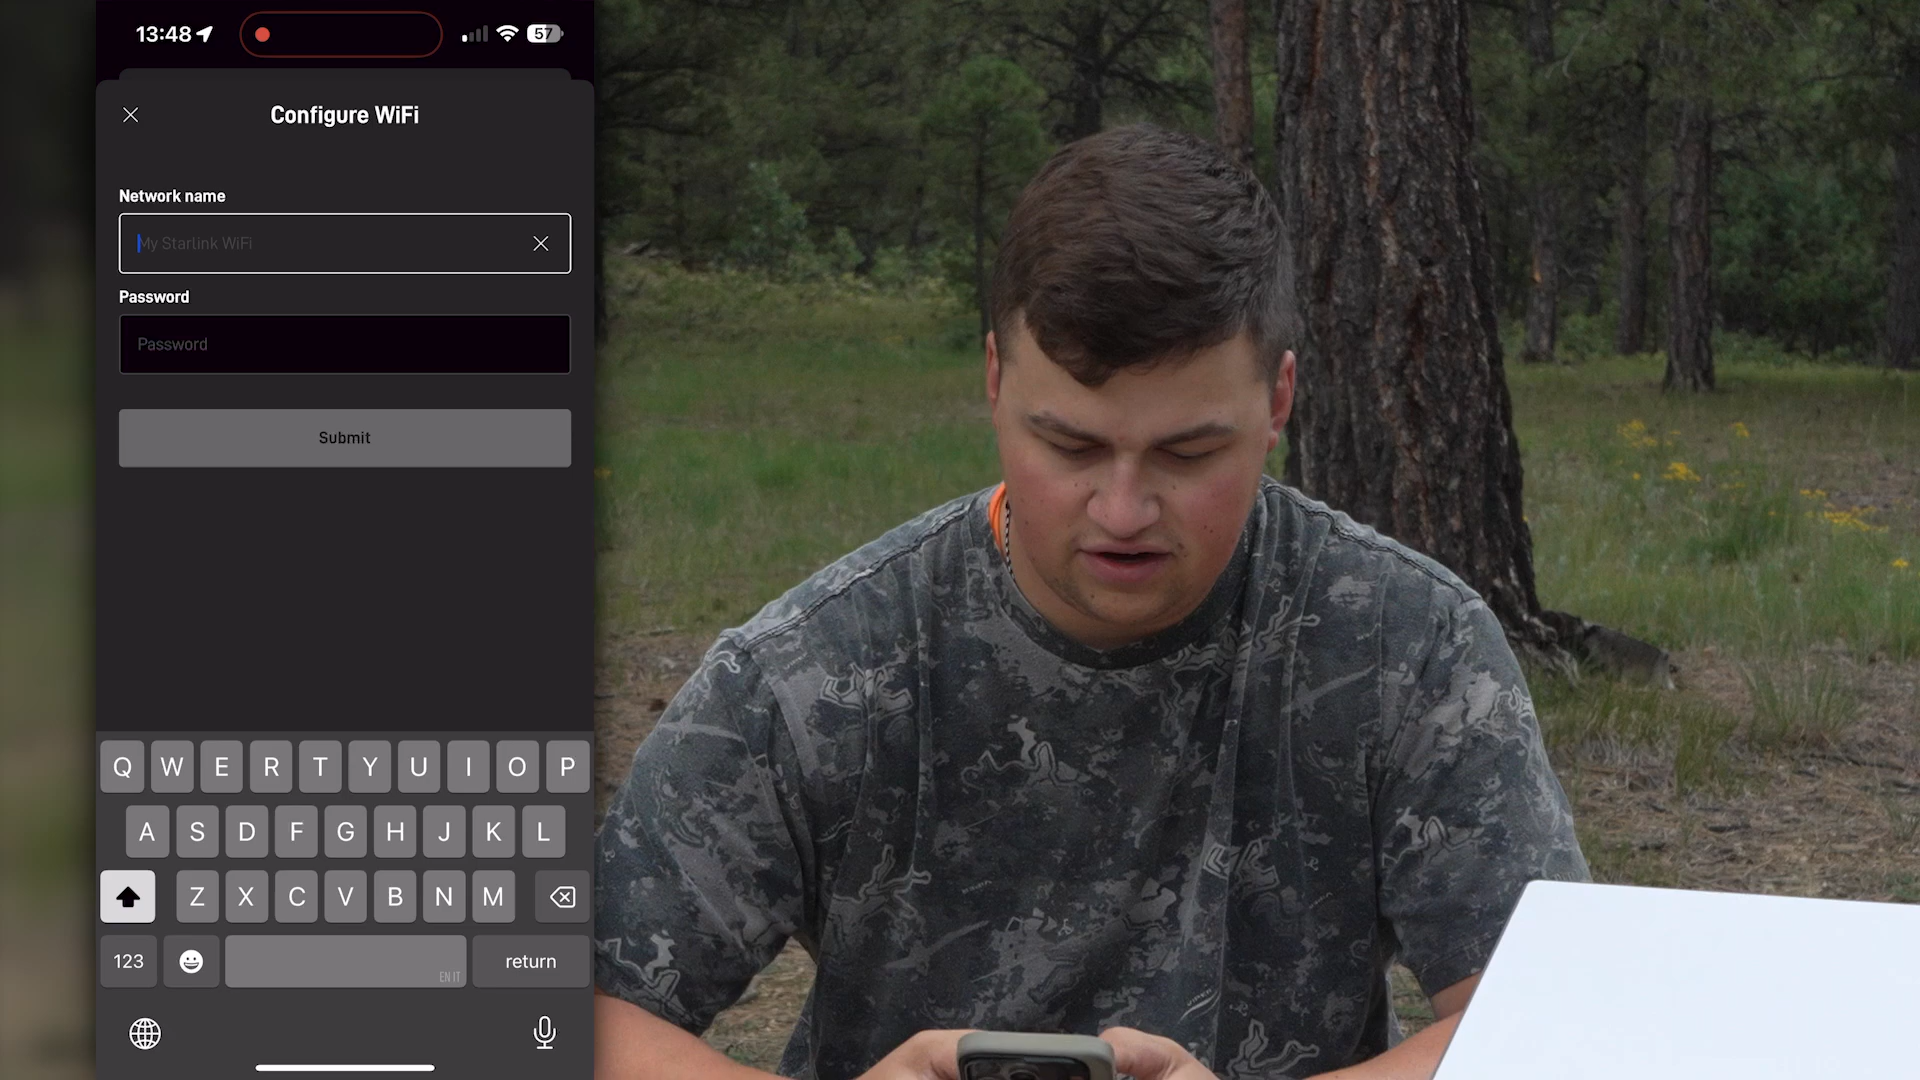 13:48
57
Configure WiFi
Network name
My Starlink WiFi
Password
Password
Submit
Q W E R T Y U I O P
A S D F G H J K L
Z X C V B N M
123
EN IT
return